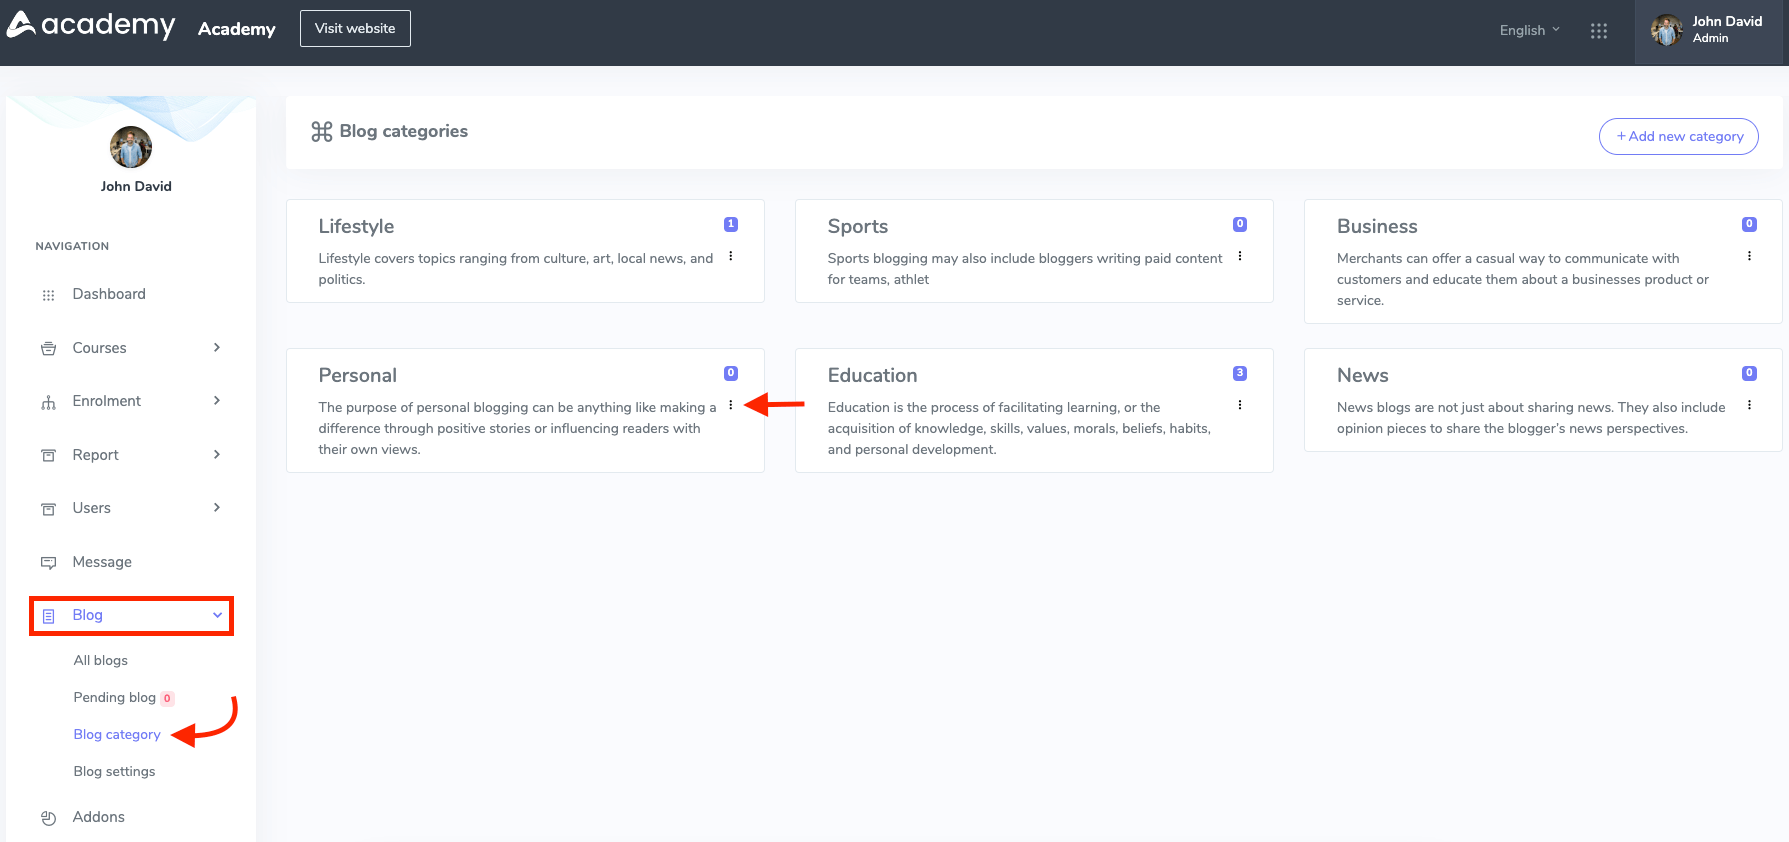 academy
Academy
Visit website
English
John David
Admin
John David
NAVIGATION
Dashboard
Courses
Enrolment
Report
Users
Message
Blog
All blogs
Pending blog 0
Blog category
Blog settings
Addons
Blog categories
+ Add new category
Lifestyle
1
Lifestyle covers topics ranging from culture, art, local news, and
politics.
Sports
0
Sports blogging may also include bloggers writing paid content
for teams, athlet
Business
0
Merchants can offer a casual way to communicate with
customers and educate them about a businesses product or
service.
Personal
0
The purpose of personal blogging can be anything like making a
difference through positive stories or influencing readers with
their own views.
Education
3
Education is the process of facilitating learning, or the
acquisition of knowledge, skills, values, morals, beliefs, habits,
and personal development.
News
0
News blogs are not just about sharing news. They also include
opinion pieces to share the blogger's news perspectives.